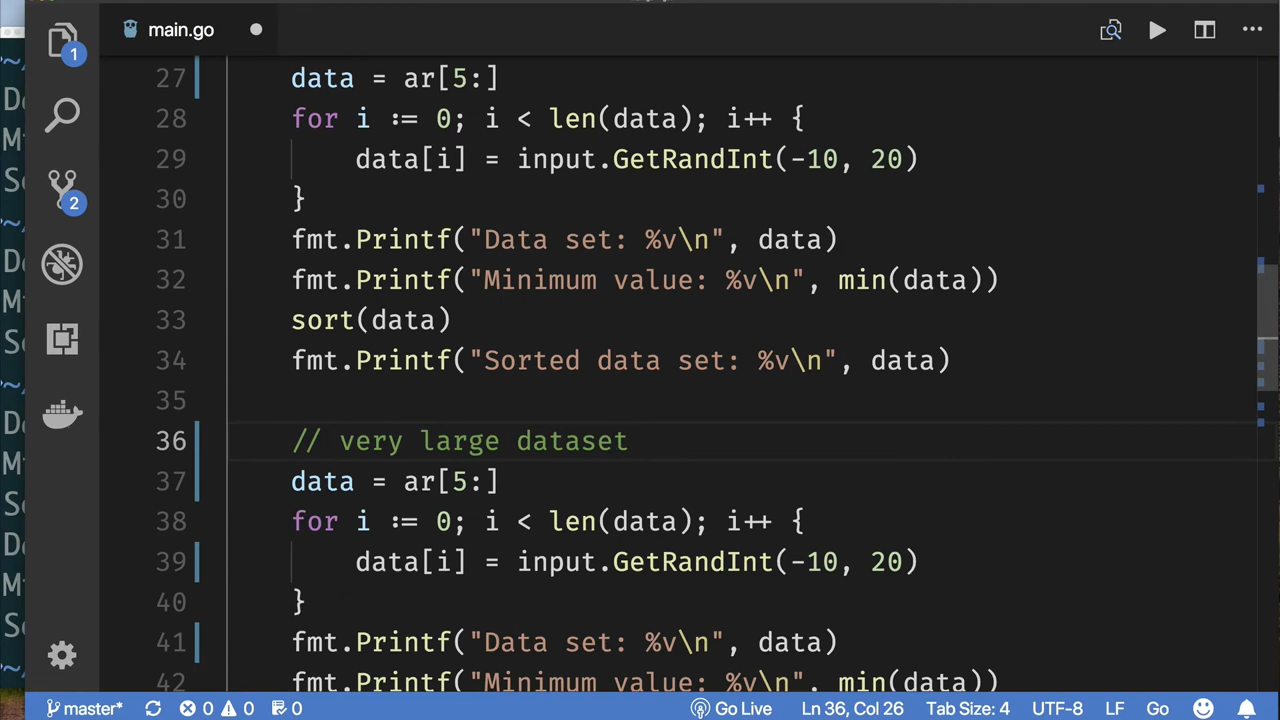 main.go
1
27 data = ar[5:]
28 for i := 0; i < len(data); i++ {
29 data[i] = input.GetRandInt(-10, 20)
30 }
31 fmt.Printf("Data set: %v\n", data)
32 fmt.Printf("Minimum value: %v\n", min(data))
33 sort(data)
34 fmt.Printf("Sorted data set: %v\n", data)
35
36 // very large dataset
37 data = ar[5:]
38 for i := 0; i < len(data); i++ {
39 data[i] = input.GetRandInt(-10, 20)
40 }
41 fmt.Printf("Data set: %v\n", data)
42 fmt.Printf("Minimum value: %v\n", min(data))
2
master* 0 0 0 Go Live Ln 36, Col 26 Tab Size: 4 UTF-8 LF Go